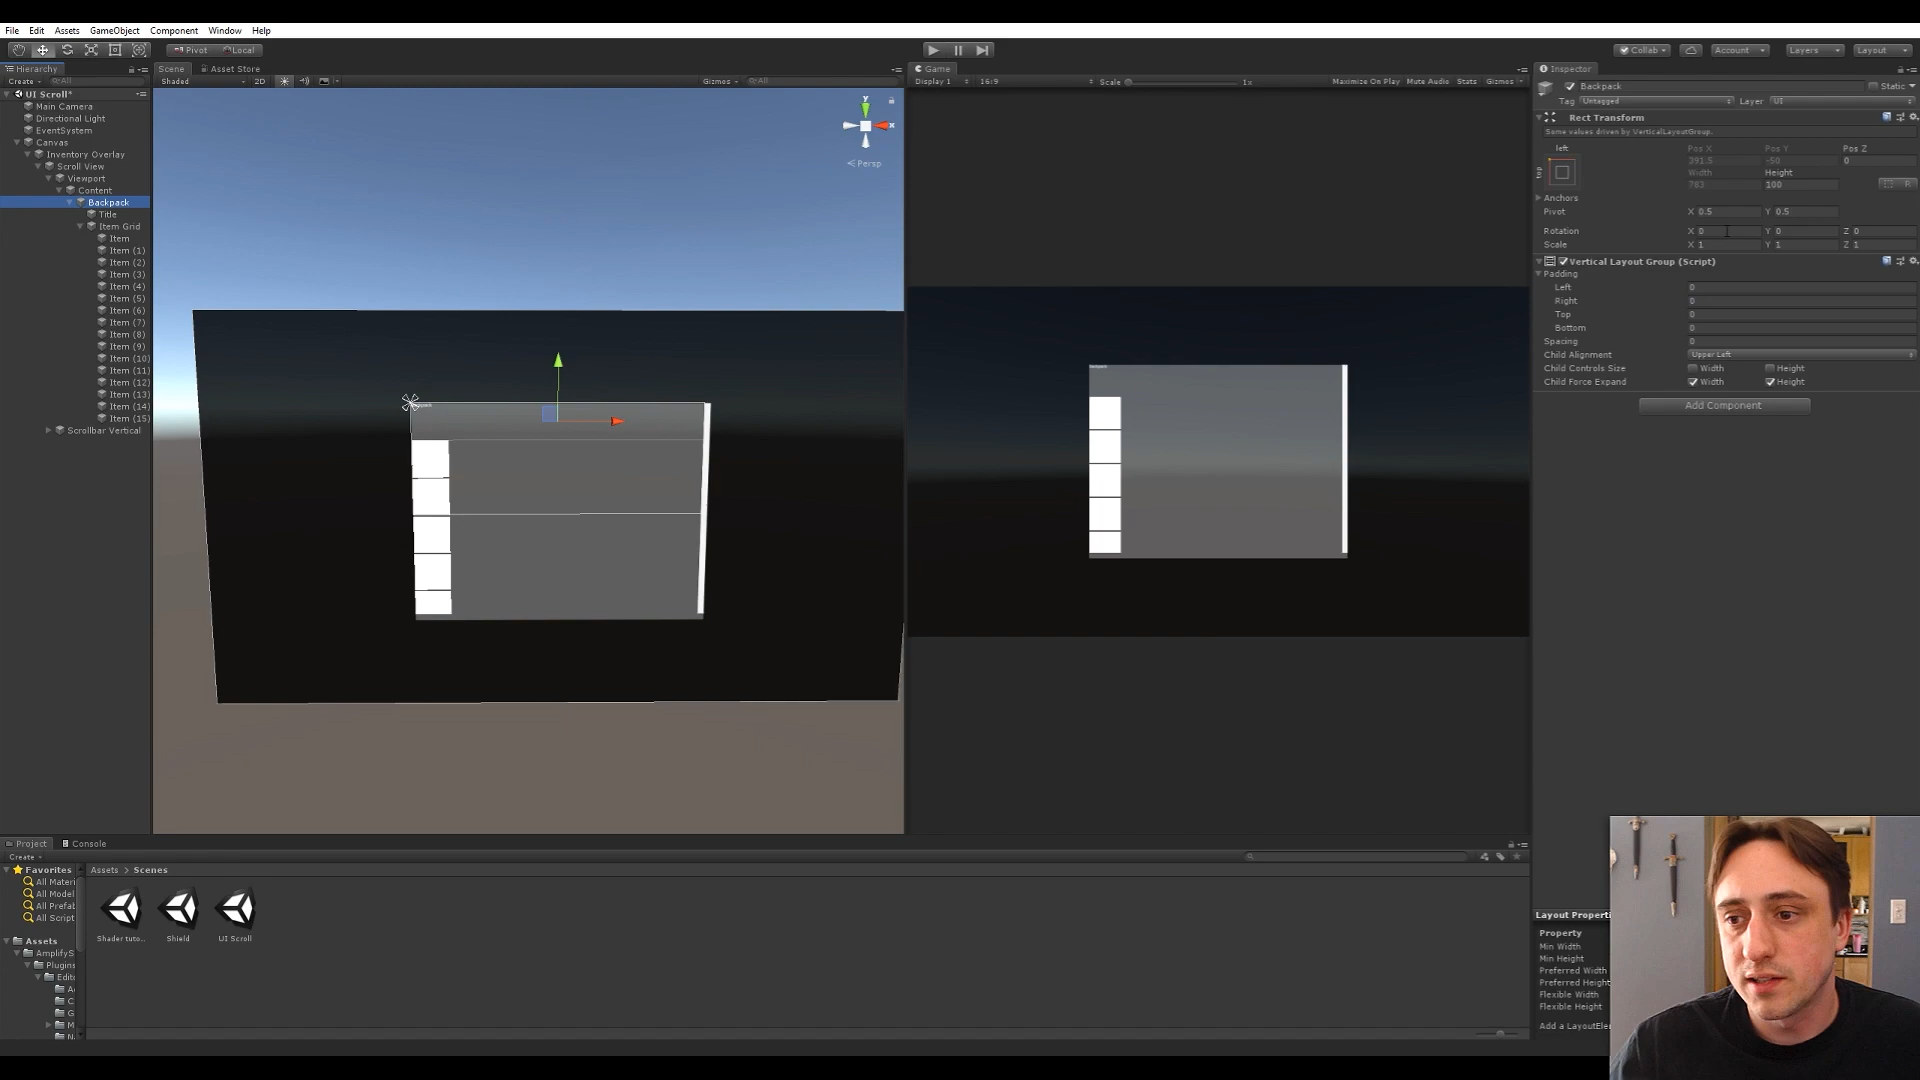 File Edit Assets GameObject Component Window Help
Pivot Local
Collab Account Layers Layout
Hierarchy
Create All
UI Scroll*
Main Camera
Directional Light
EventSystem
Canvas
Inventory Overlay
Scroll View
Viewport
Content
Backpack
Title
Item Grid
Item
Item (1)
Item (2)
Item (3)
Item (4)
Item (5)
Item (6)
Item (7)
Item (8)
Item (9)
Item (10)
Item (11)
Item (12)
Item (13)
Item (14)
Item (15)
Scrollbar Vertical
Scene Asset Store
Shaded 2D Gizmos All
y
x
Persp
Game
Display 1 16:9 Scale 1x Maximize On Play Mute Audio Stats Gizmos
Inspector
Backpack Static
Tag Untagged Layer UI
Rect Transform
Some values driven by VerticalLayoutGroup.
left Pos X Pos Y Pos Z
top 391.5 -50 0
Width Height
783 100 R
Anchors
Pivot X 0.5 Y 0.5
Rotation X 0 Y 0 Z 0
Scale X 1 Y 1 Z 1
Vertical Layout Group (Script)
Padding
Left 0
Right 0
Top 0
Bottom 0
Spacing 0
Child Alignment Upper Left
Child Controls Size Width Height
Child Force Expand Width Height
Add Component
Project Console
Create
Favorites
All Materi
All Model
All Prefab
All Script
Assets
AmplifyS
Plugins
Edito
Assets > Scenes
Shader tuto...
Shield
UI Scroll
Layout Properti
Property
Min Width
Min Height
Preferred Width
Preferred Height
Flexible Width
Flexible Height
Add a LayoutEle